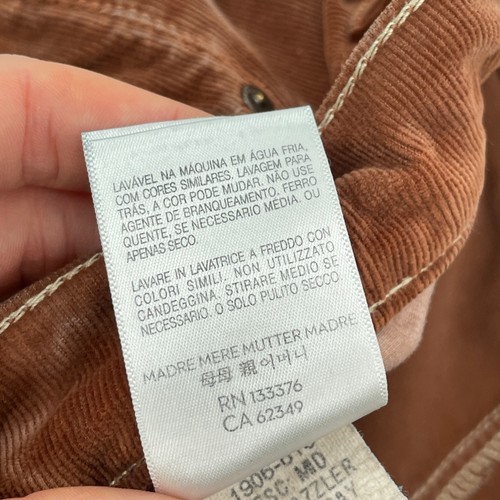 LAVÁVEL NA MÁQUINA EM ÁGUA FRIA,
COM CORES SIMILARES. LAVAGEM PARA
TRÁS, A COR PODE MUDAR. NÃO USE
AGENTE DE BRANQUEAMENTO. FERRO
QUENTE, SE NECESSARIO MÉDIA. OU
APENAS SECO.
LAVARE IN LAVATRICE A FREDDO CON
COLORI SIMILI. NON UTILIZZATO
CANDEGGINA. STIRARE MEDIO SE
NECESSARIO. O SOLO PULITO SECCO.
MADRE MERE MUTTER MADRE
母母 親 어머니
RN 133376
CA 62349
MD